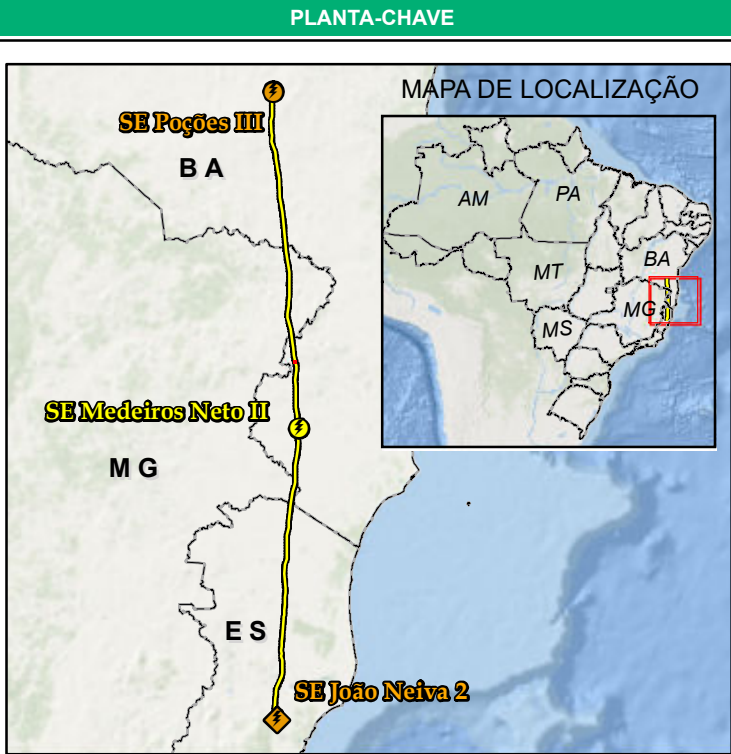 PLANTA-CHAVE
MAPA DE LOCALIZAÇÃO
SE Poções III
B A
AM
PA
BA
MT
MG
MS
SE Medeiros Neto II
M G
E S
SE João Neiva 2